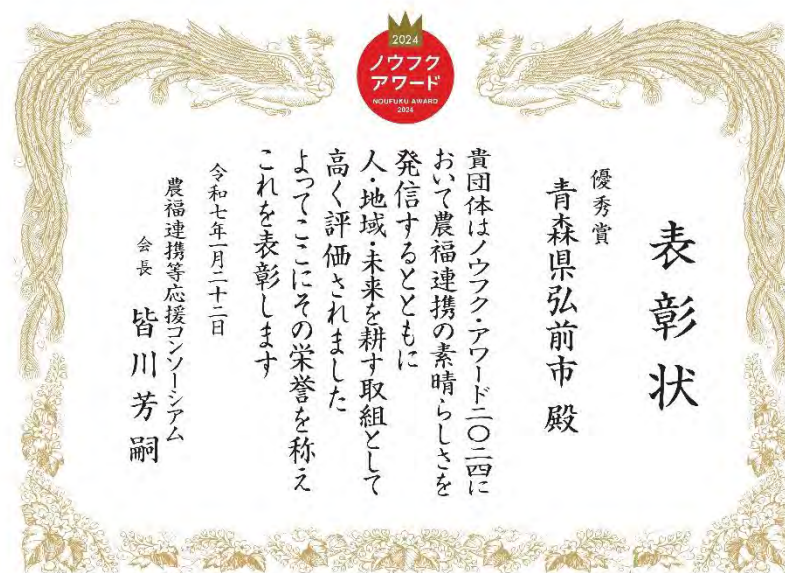 2024
ノウフク
アワード
NOUFUKU AWARD
2024
表彰状
優秀賞
青森県弘前市 殿
貴団体はノウフク・アワード二〇二四に
おいて農福連携の素晴らしさを
発信するとともに
人・地域・未来を耕す取組として
高く評価されました
よってここにその栄誉を称え
これを表彰します
令和七年一月二十二日
農福連携等応援コンソーシアム
会長 皆川芳嗣